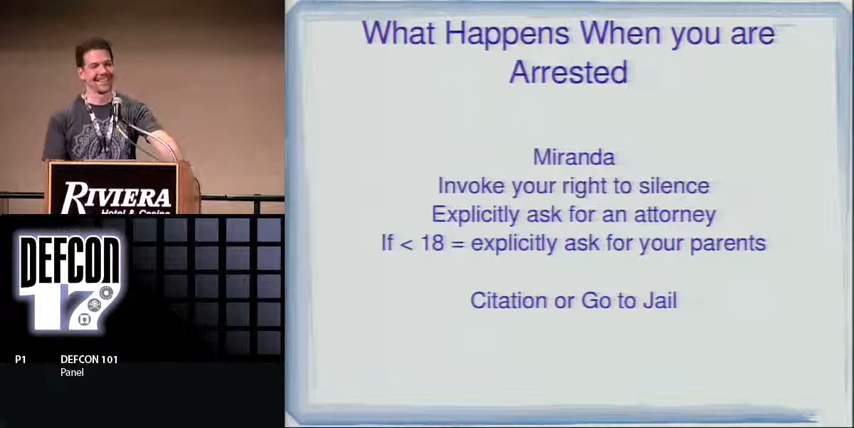 What Happens When you are
Arrested
Miranda
Invoke your right to silence
Explicitly ask for an attorney
If < 18 = explicitly ask for your parents
Citation or Go to Jail
RIVIERA
Hotel & Casino
DEFCON
17
P1 DEFCON 101
Panel